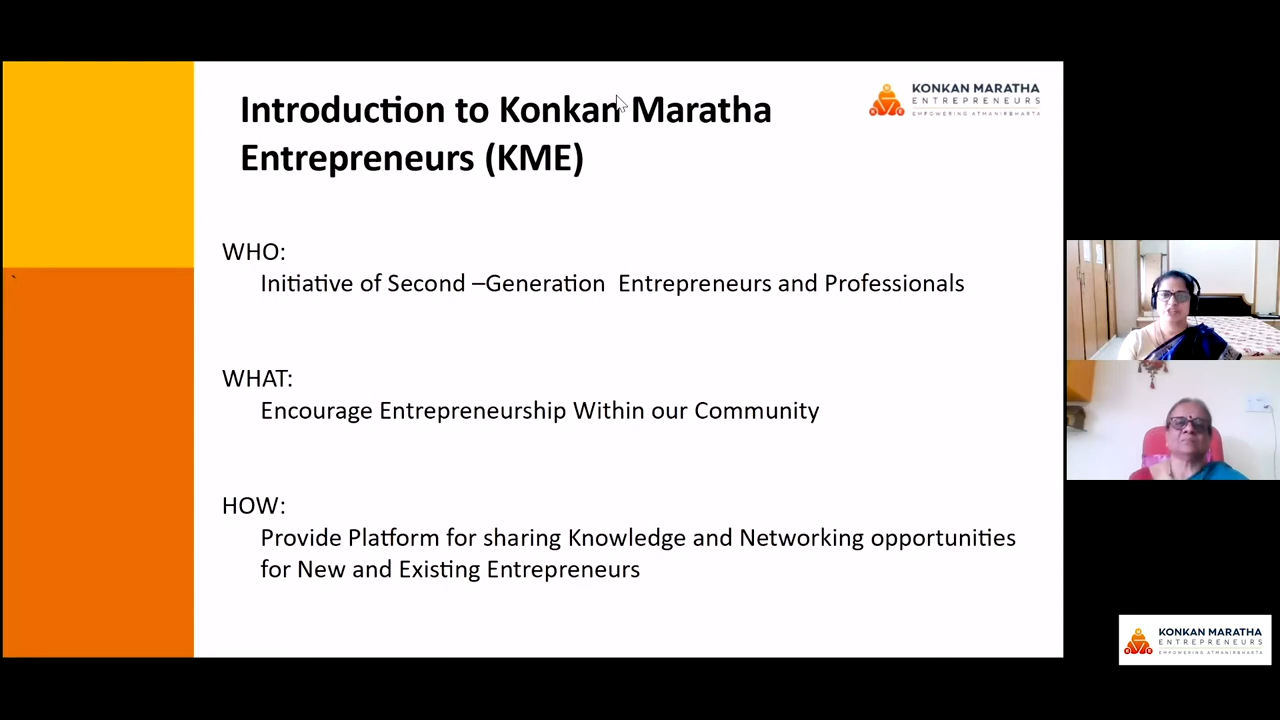 Introduction to Konkan Maratha
Entrepreneurs (KME)
KONKAN MARATHA
ENTREPRENEURS
EMPOWERING ATMANIRBHARTA
WHO:
Initiative of Second –Generation  Entrepreneurs and Professionals
WHAT:
Encourage Entrepreneurship Within our Community
HOW:
Provide Platform for sharing Knowledge and Networking opportunities
for New and Existing Entrepreneurs
KONKAN MARATHA
ENTREPRENEURS
EMPOWERING ATMANIRBHARTA